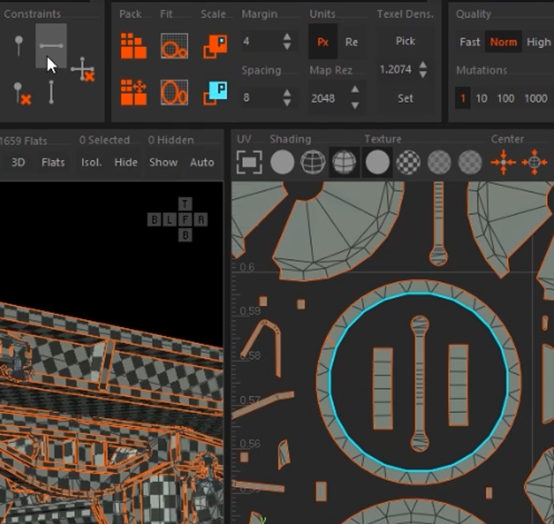 Constraints
Pack Fit Scale Margin Units Texel Dens. Quality
4 Px Re Pick Fast Norm High
Spacing Map Rez 1.2074 Mutations
8 2048 Set 1 10 100 1000
P
P
1659 Flats 0 Selected 0 Hidden UV Shading Texture Center
3D Flats Isol. Hide Show Auto
T
B L F R
B
0.6
0.59
0.58
0.57
0.56